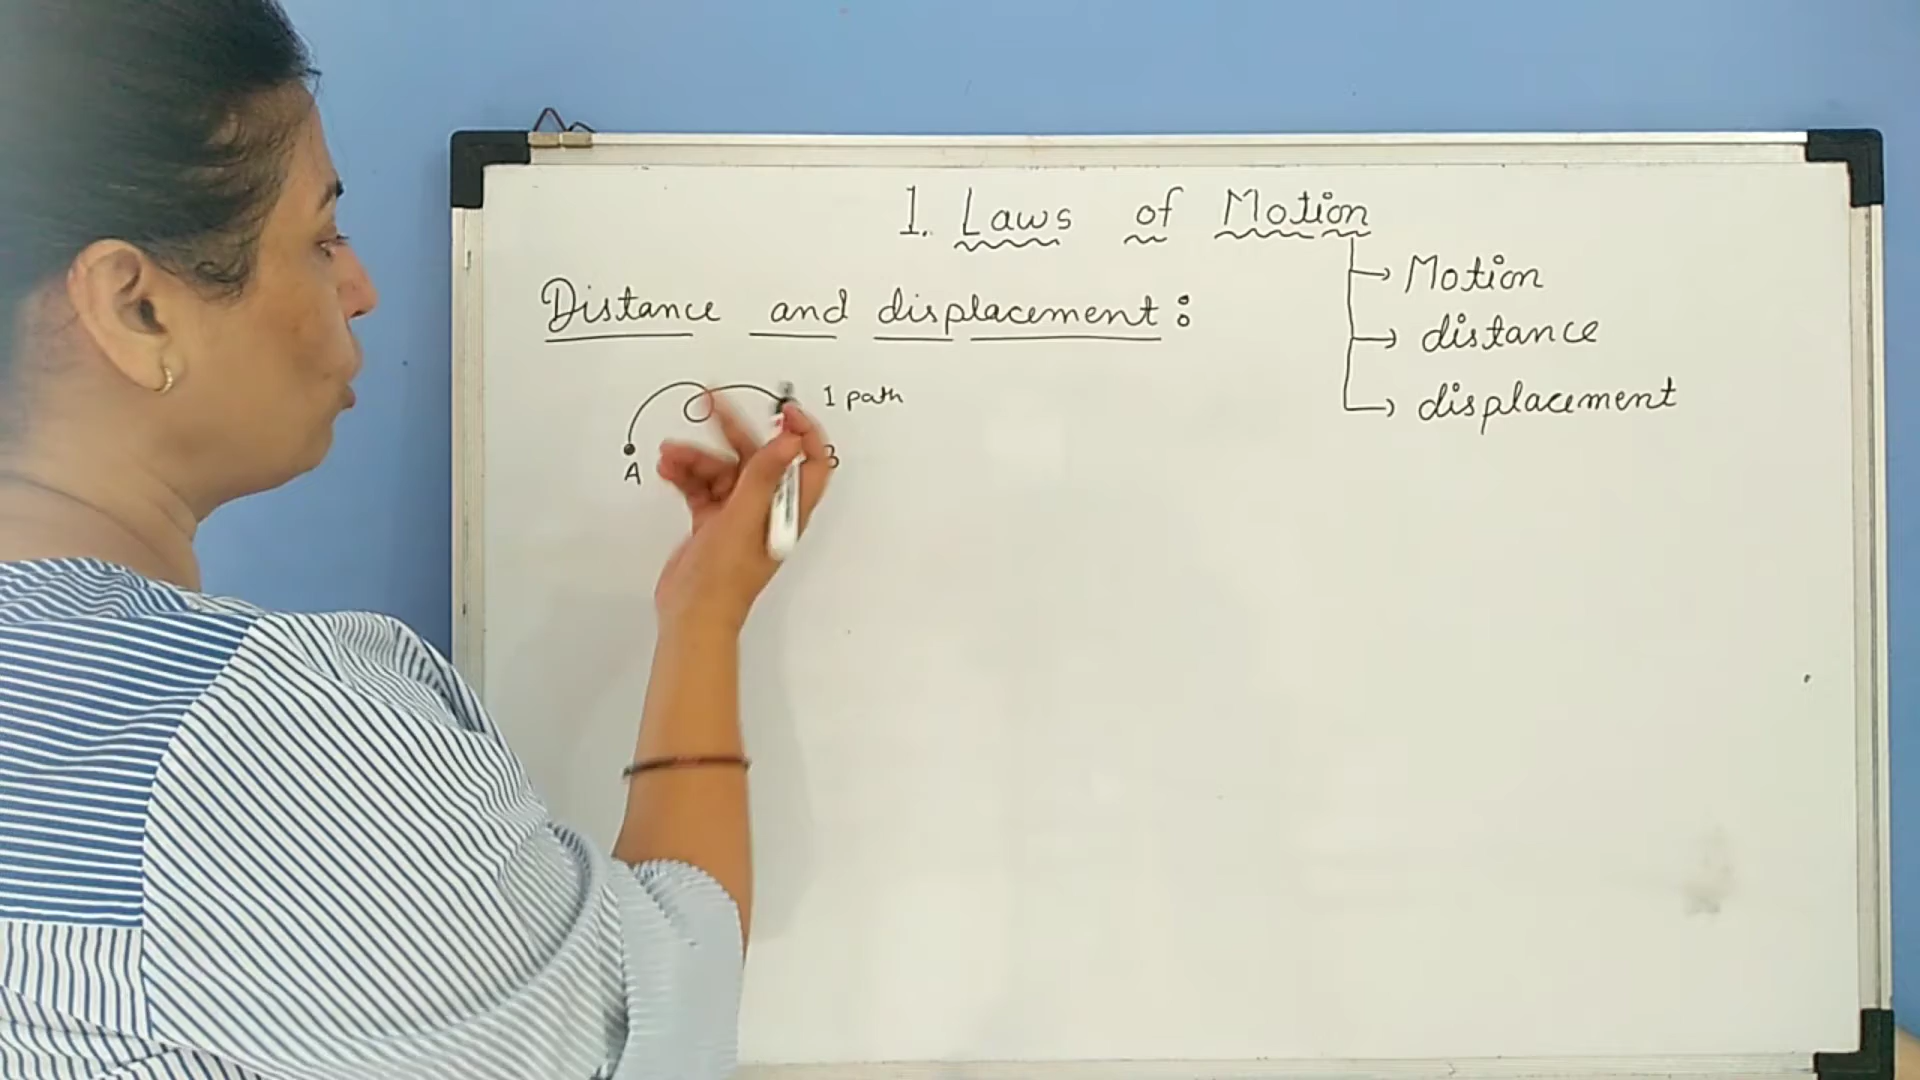 1. Laws of Motion
Motion
distance
displacement
Distance and displacement :
1 path
A
B